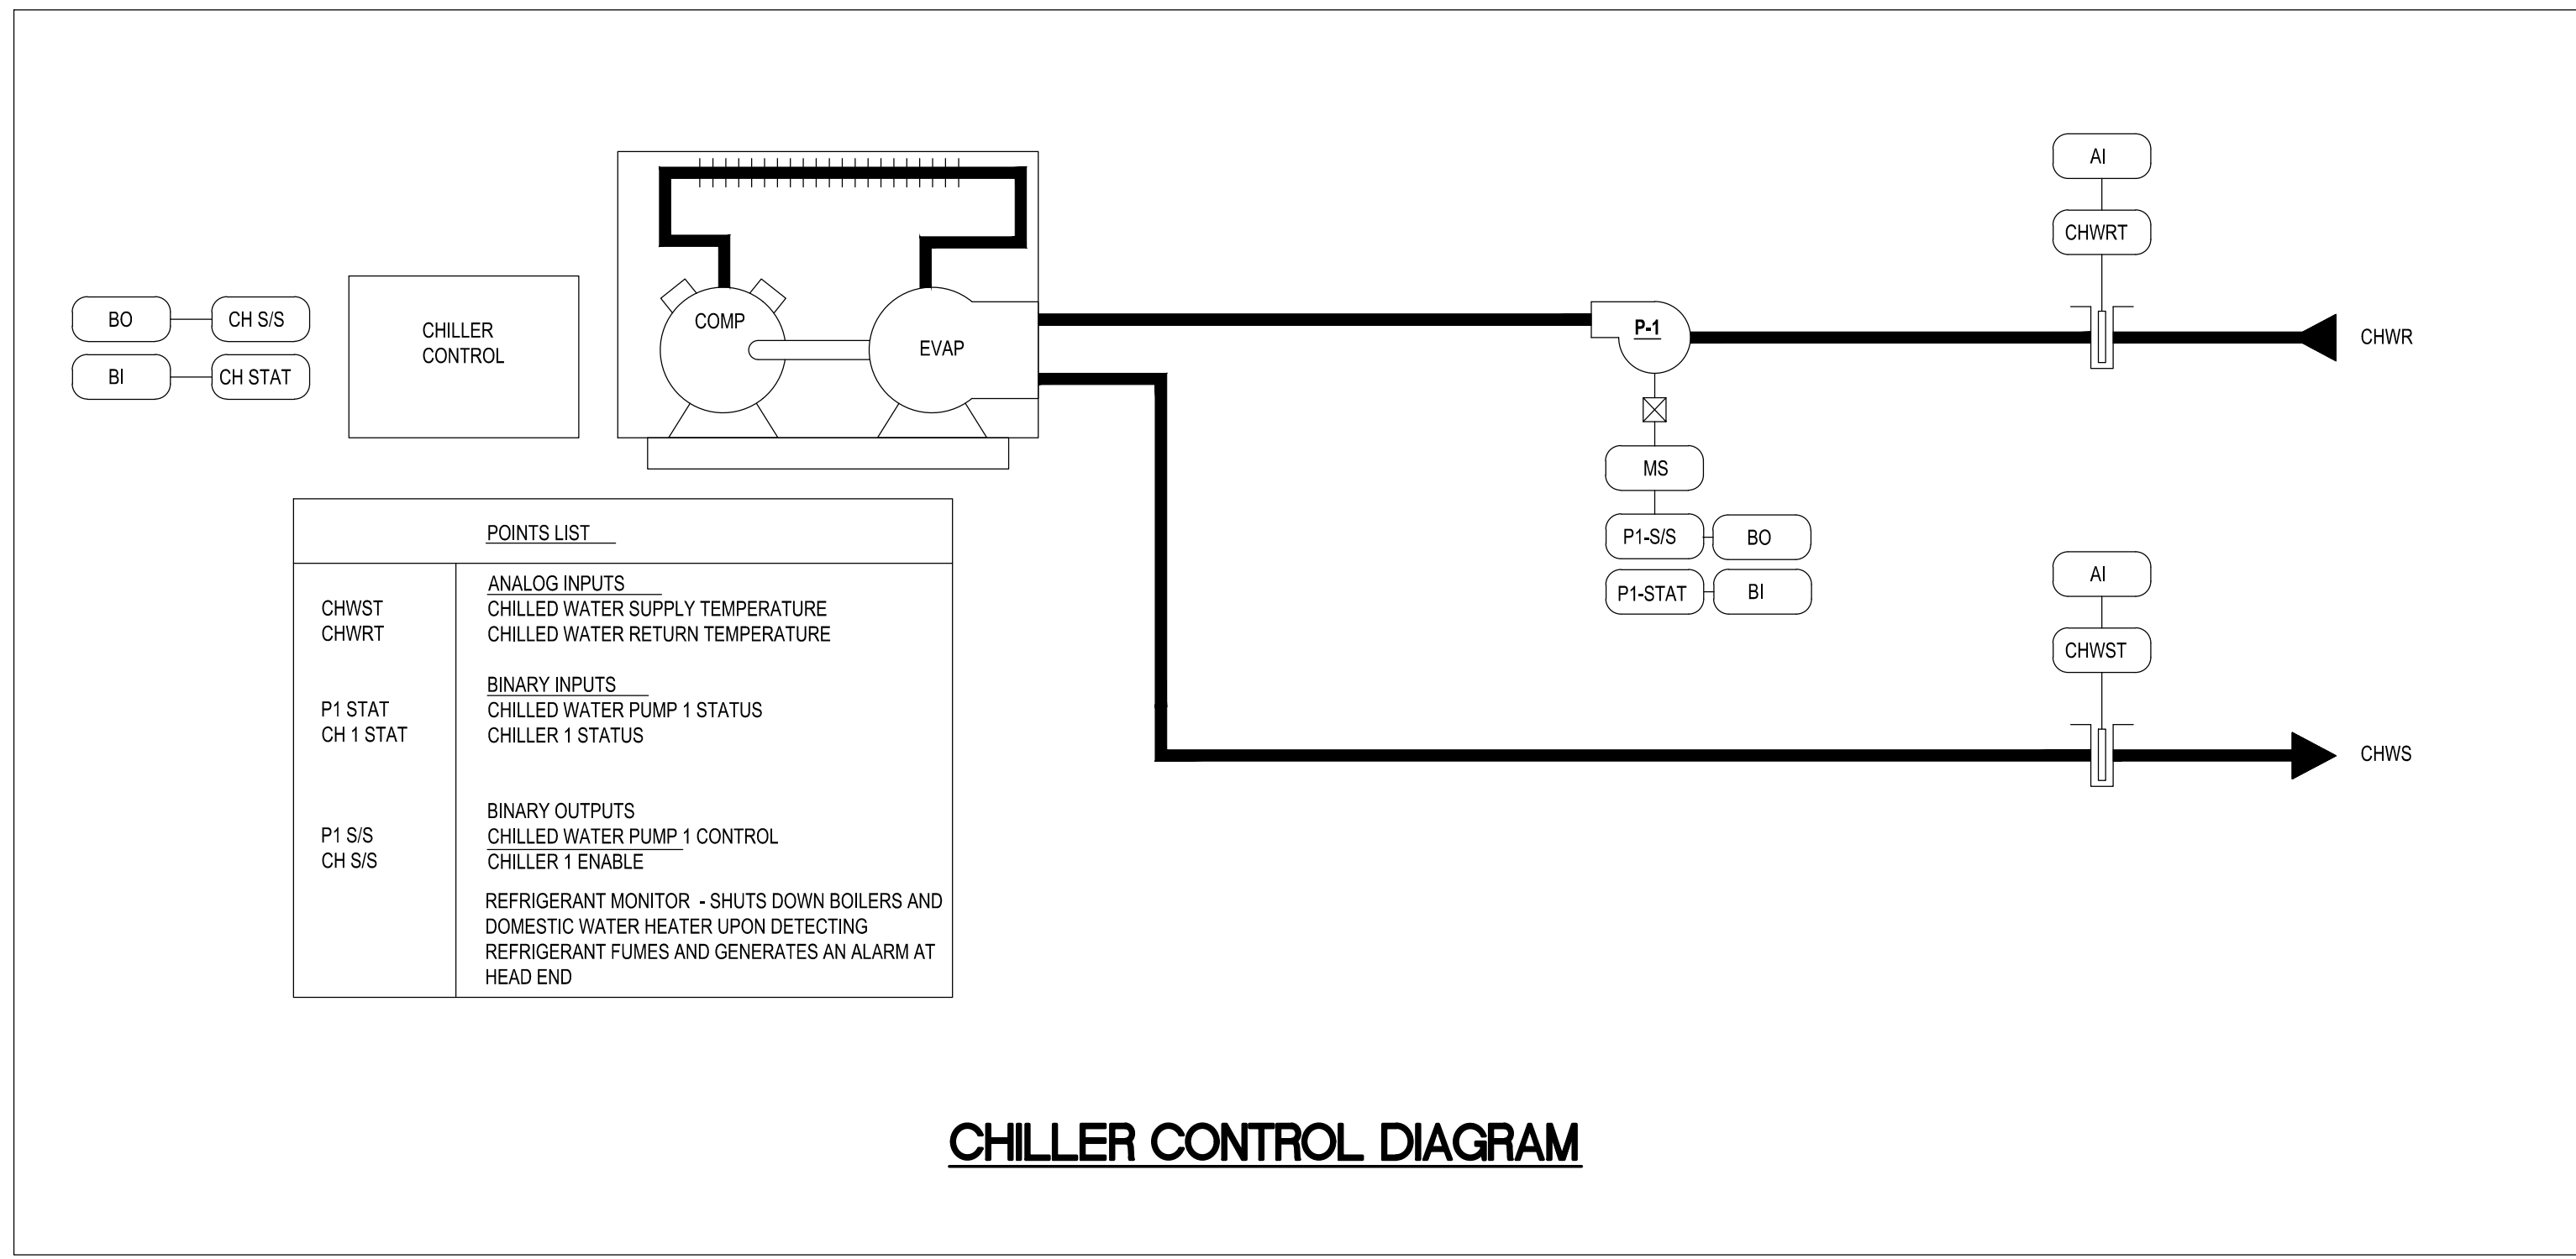 AI
CHWRT
BO
CH S/S
BI
CH STAT
CHILLER
CONTROL
COMP
EVAP
P-1
CHWR
MS
P1-S/S
BO
P1-STAT
BI
AI
CHWST
CHWS
POINTS LIST
ANALOG INPUTS
CHWST CHILLED WATER SUPPLY TEMPERATURE
CHWRT CHILLED WATER RETURN TEMPERATURE
BINARY INPUTS
P1 STAT CHILLED WATER PUMP 1 STATUS
CH 1 STAT CHILLER 1 STATUS
BINARY OUTPUTS
P1 S/S CHILLED WATER PUMP 1 CONTROL
CH S/S CHILLER 1 ENABLE
REFRIGERANT MONITOR - SHUTS DOWN BOILERS AND
DOMESTIC WATER HEATER UPON DETECTING
REFRIGERANT FUMES AND GENERATES AN ALARM AT
HEAD END
CHILLER CONTROL DIAGRAM